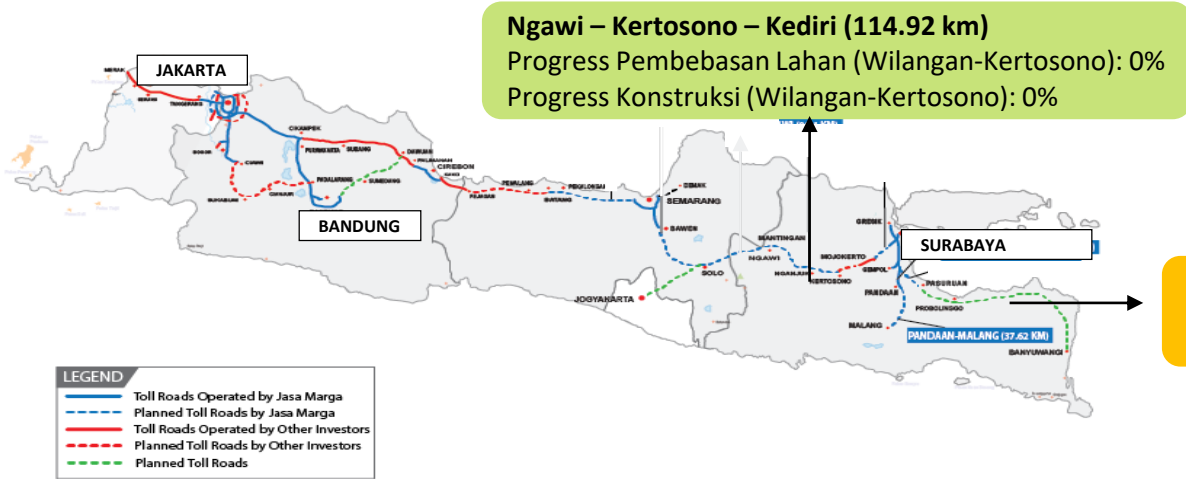 Ngawi – Kertosono – Kediri (114.92 km)
Progress Pembebasan Lahan (Wilangan-Kertosono): 0%
Progress Konstruksi (Wilangan-Kertosono): 0%
JAKARTA
MERAK
SERANG
TANGERANG
CIKAMPEK
PURWAKARTA
SUBANG
DAWUAN
PALIMANAN
CIREBON
BOGOR
CIAWI
SUKABUMI
CIANJUR
PADALARANG
SUMEDANG
BANDUNG
PEJAGAN
PEMALANG
PEKALONGAN
BATANG
DEMAK
SEMARANG
BAWEN
SOLO
JOGYAKARTA
MANTINGAN
NGAWI
NGANJUK
KERTOSONO
MOJOKERTO
GRESIK
SURABAYA
GEMPOL
PANDAAN
PASURUAN
PROBOLINGGO
MALANG
PANDAAN-MALANG (37.62 KM)
BANYUWANGI
LEGEND
Toll Roads Operated by Jasa Marga
Planned Toll Roads by Jasa Marga
Toll Roads Operated by Other Investors
Planned Toll Roads by Other Investors
Planned Toll Roads